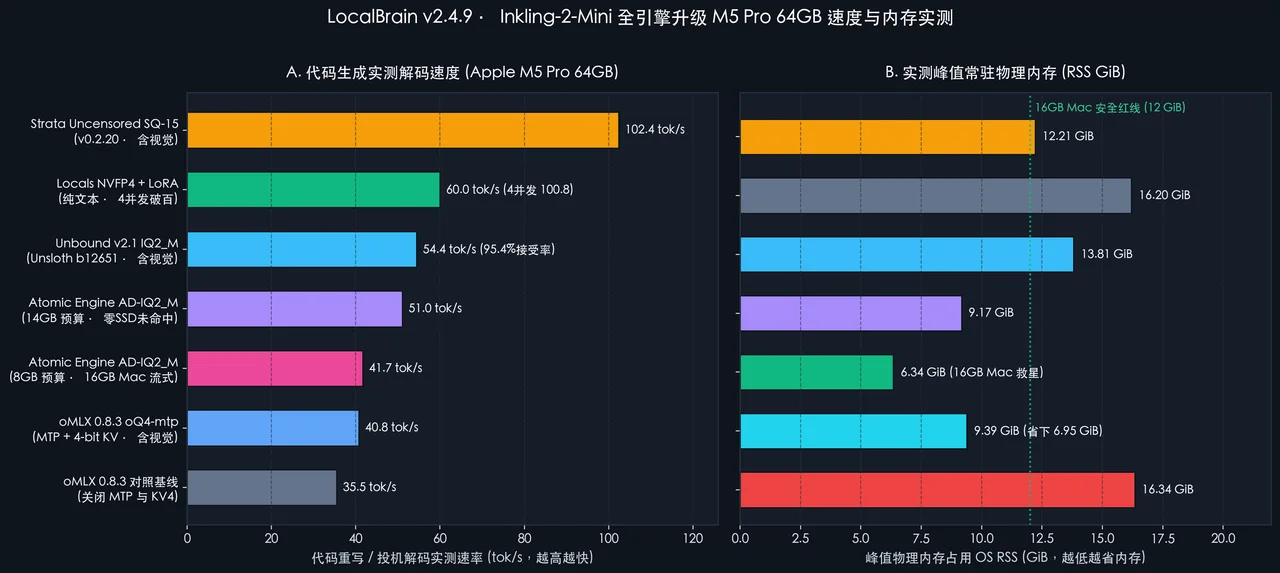 LocalBrain v2.4.9 · Inkling-2-Mini 全引擎升级 M5 Pro 64GB 速度与内存实测
A. 代码生成实测解码速度 (Apple M5 Pro 64GB)
Strata Uncensored SQ-15
(v0.2.20 · 含视觉)
102.4 tok/s
Locals NVFP4 + LoRA
(纯文本 · 4并发破百)
60.0 tok/s (4并发 100.8)
Unbound v2.1 IQ2_M
(Unsloth b12651 · 含视觉)
54.4 tok/s (95.4%接受率)
Atomic Engine AD-IQ2_M
(14GB 预算 · 零SSD未命中)
51.0 tok/s
Atomic Engine AD-IQ2_M
(8GB 预算 · 16GB Mac 流式)
41.7 tok/s
oMLX 0.8.3 oQ4-mtp
(MTP + 4-bit KV · 含视觉)
40.8 tok/s
oMLX 0.8.3 对照基线
(关闭 MTP 与 KV4)
35.5 tok/s
0 20 40 60 80 100 120
代码重写 / 投机解码实测速率 (tok/s，越高越快)
B. 实测峰值常驻物理内存 (RSS GiB)
16GB Mac 安全红线 (12 GiB)
12.21 GiB
16.20 GiB
13.81 GiB
9.17 GiB
6.34 GiB (16GB Mac 救星)
9.39 GiB (省下 6.95 GiB)
16.34 GiB
0.0 2.5 5.0 7.5 10.0 12.5 15.0 17.5 20.0
峰值物理内存占用 OS RSS (GiB，越低越省内存)